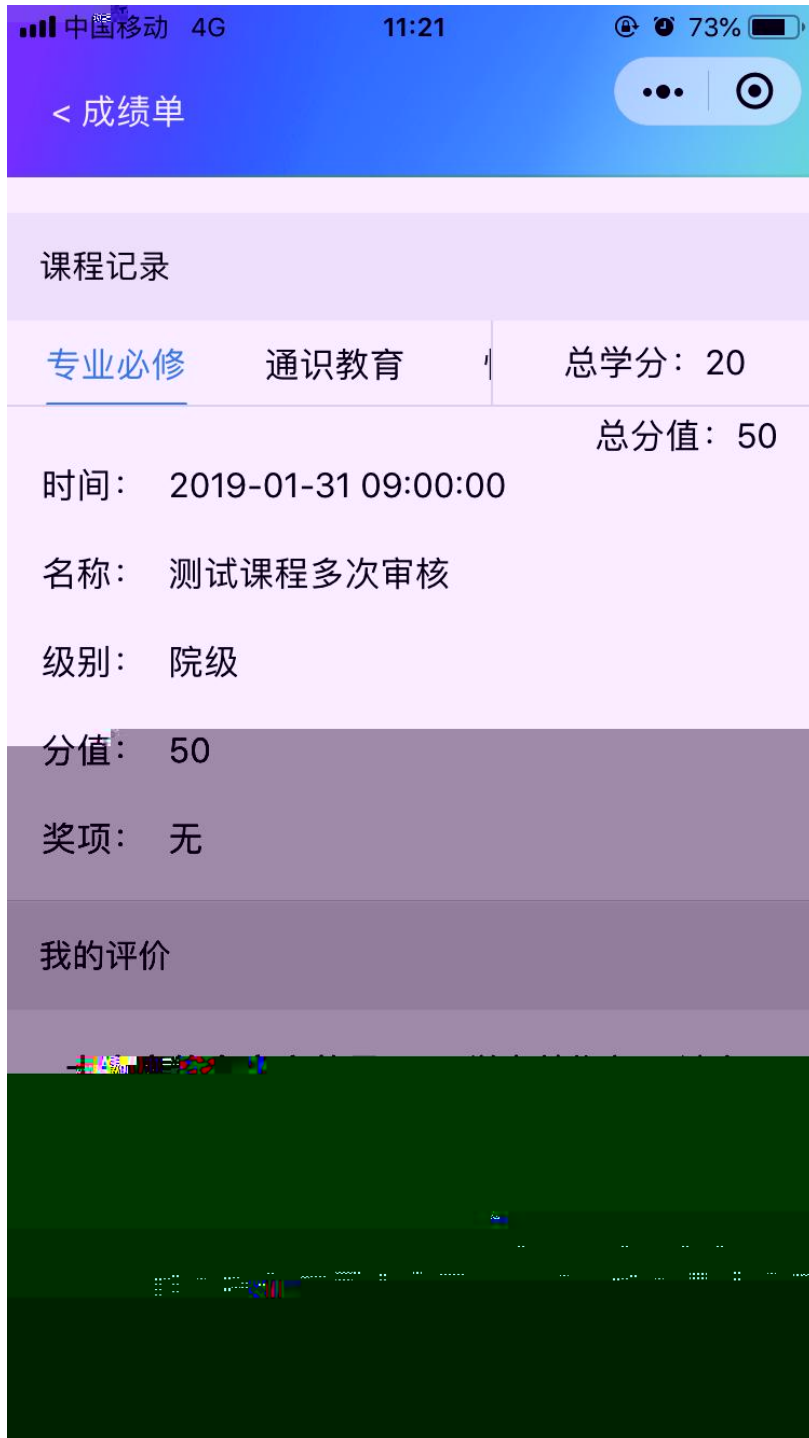 中国移动 4G 11:21 73%
< 成绩单
课程记录
专业必修 通识教育 总学分：20
总分值：50
时间： 2019-01-31 09:00:00
名称： 测试课程多次审核
级别： 院级
分值： 50
奖项： 无
我的评价